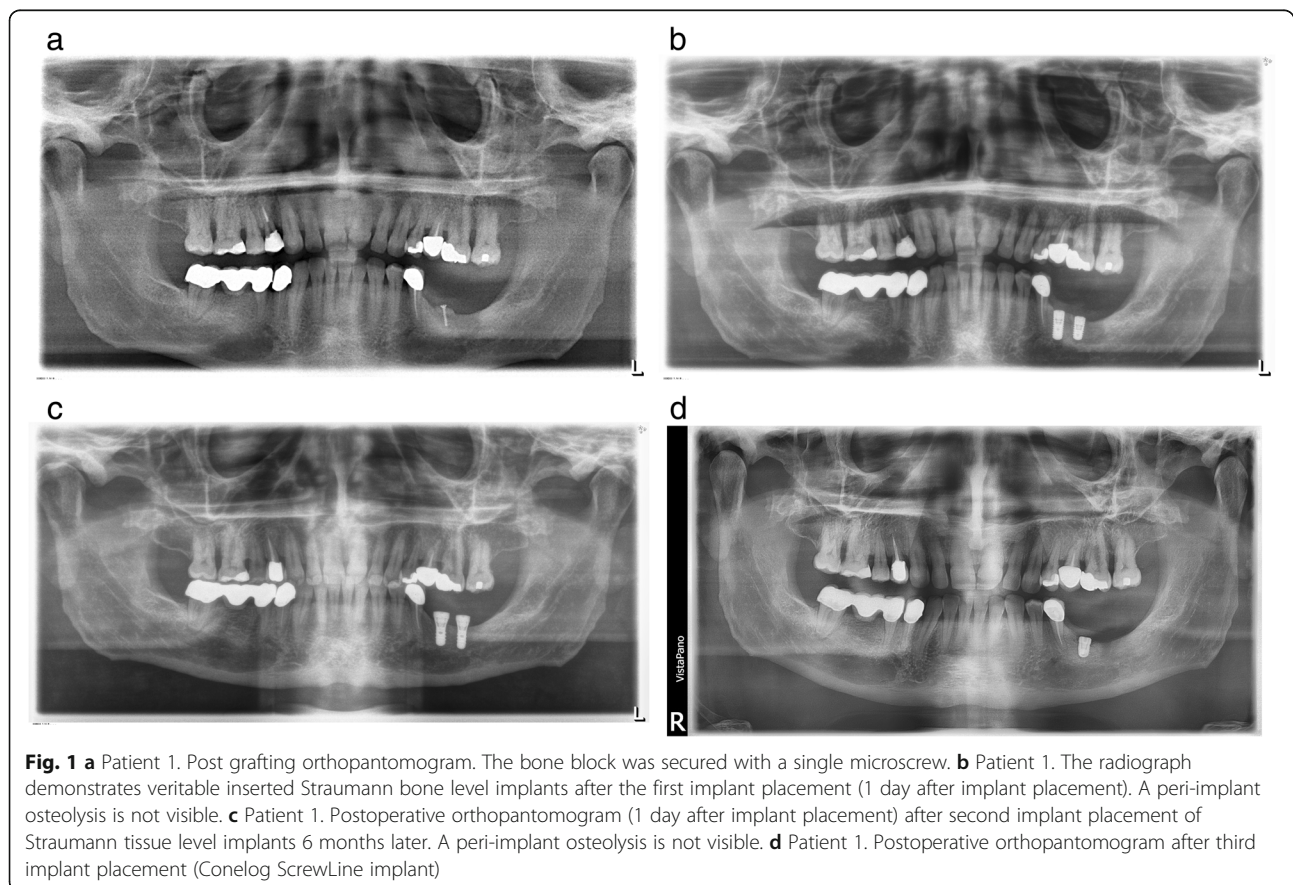 a
b
L
L
c
d
L
VistaPano
R
Fig. 1 a Patient 1. Post grafting orthopantomogram. The bone block was secured with a single microscrew. b Patient 1. The radiograph
demonstrates veritable inserted Straumann bone level implants after the first implant placement (1 day after implant placement). A peri-implant
osteolysis is not visible. c Patient 1. Postoperative orthopantomogram (1 day after implant placement) after second implant placement of
Straumann tissue level implants 6 months later. A peri-implant osteolysis is not visible. d Patient 1. Postoperative orthopantomogram after third
implant placement (Conelog ScrewLine implant)